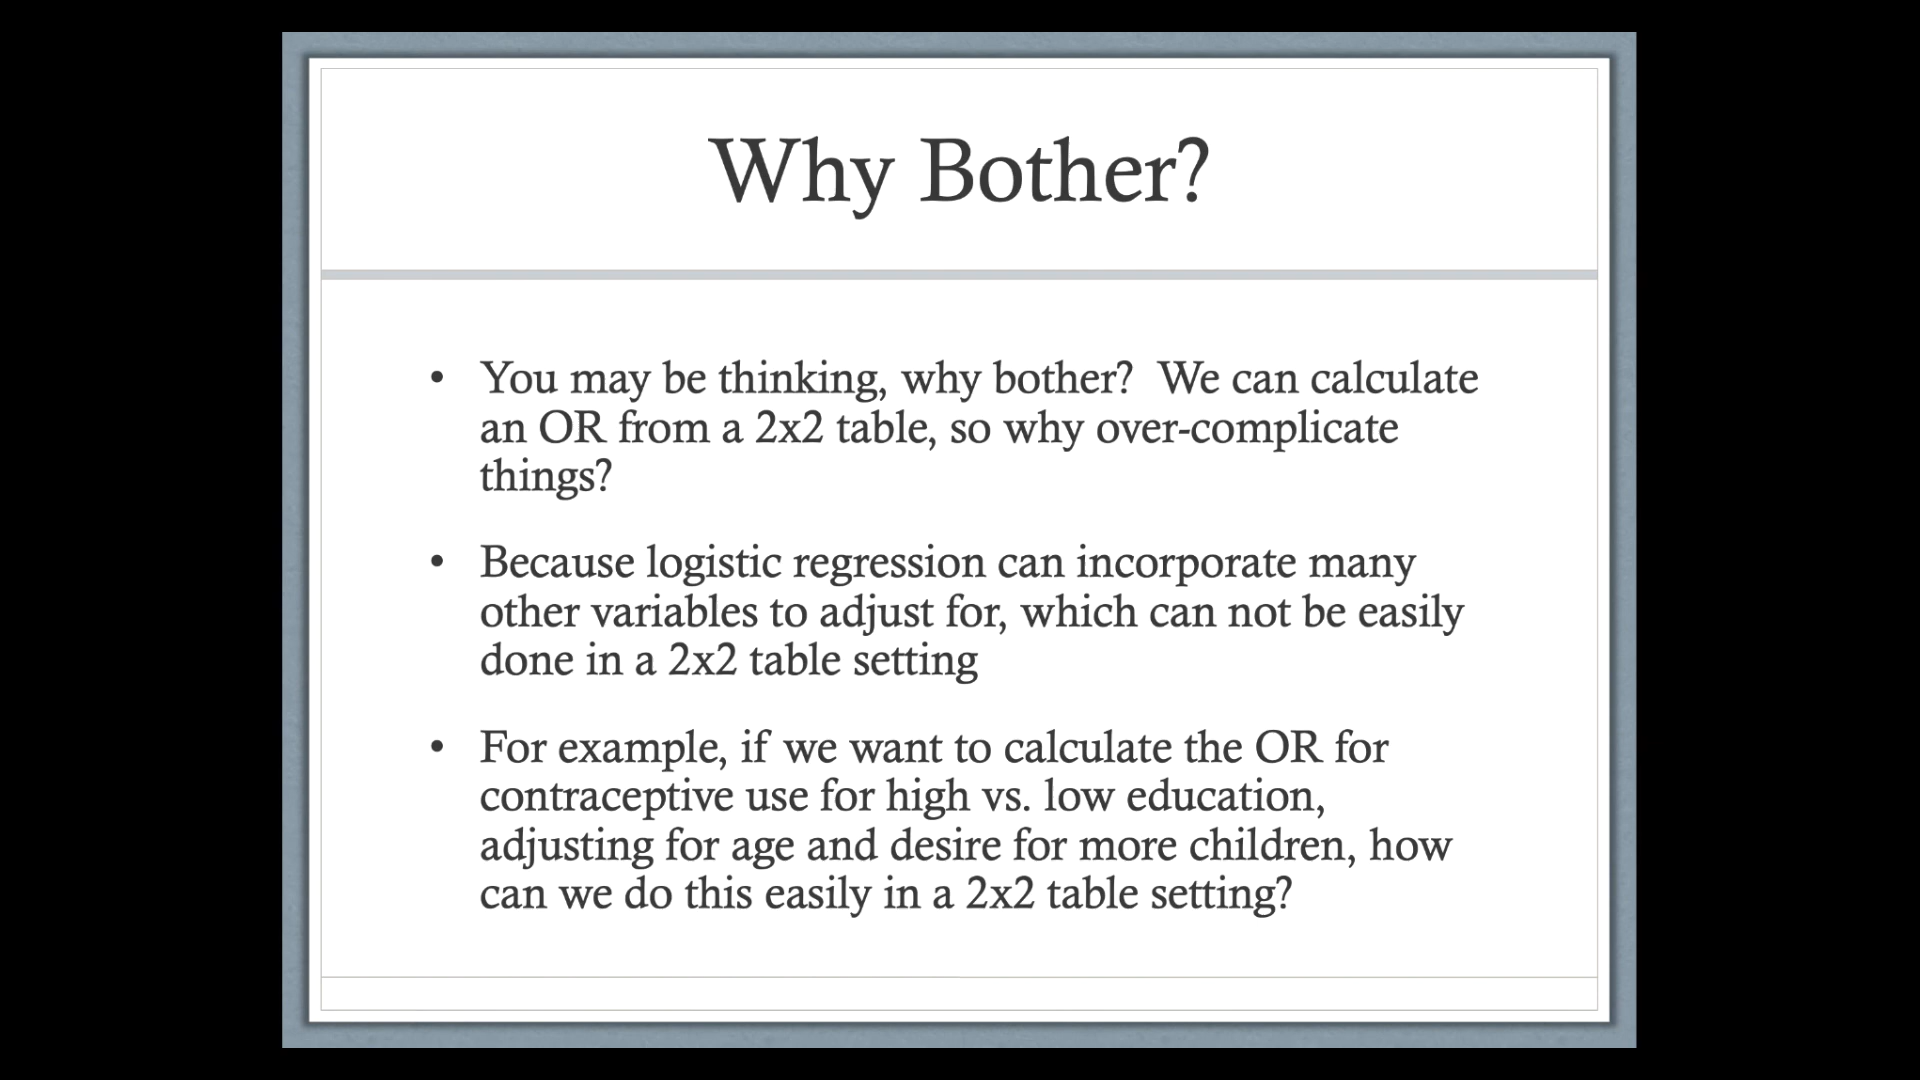 Why Bother?
• You may be thinking, why bother?  We can calculate
an OR from a 2x2 table, so why over-complicate
things?
• Because logistic regression can incorporate many
other variables to adjust for, which can not be easily
done in a 2x2 table setting
• For example, if we want to calculate the OR for
contraceptive use for high vs. low education,
adjusting for age and desire for more children, how
can we do this easily in a 2x2 table setting?